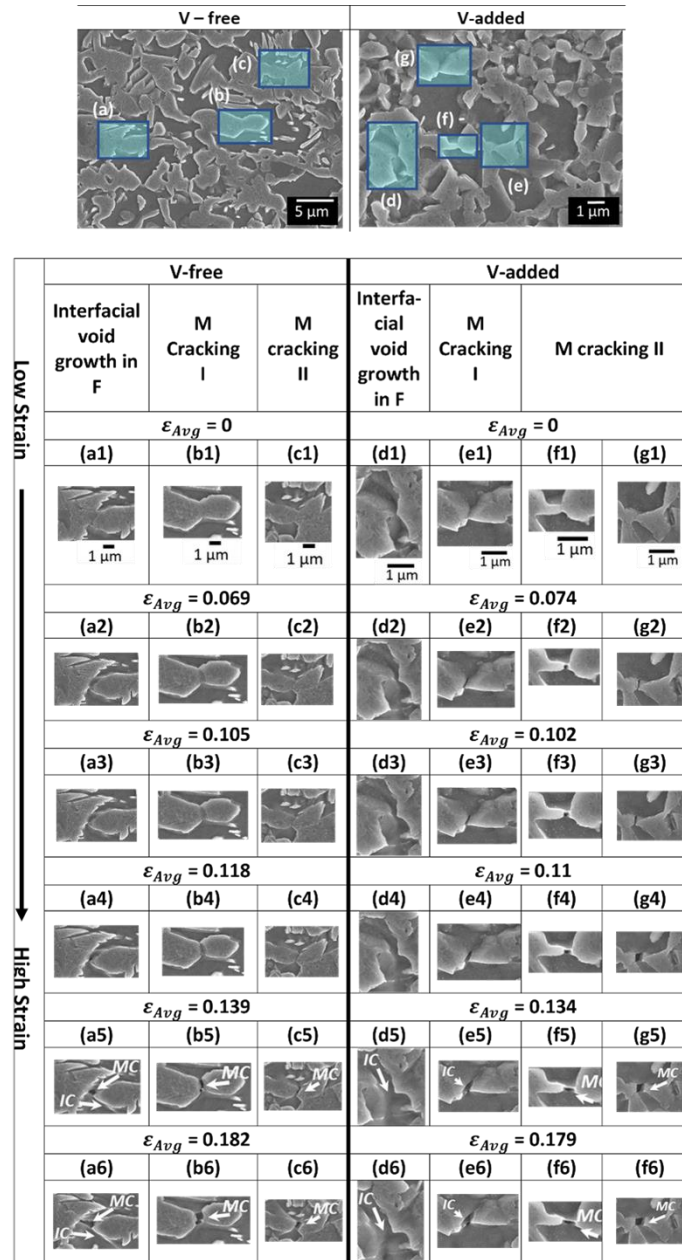 V – free V-added
(c) (g)
(a) (b) (f)
(e)
(d)
5 μm 1 μm
V-free V-added
Interfacial void growth in F
M Cracking I
M cracking II
Interfa-
cial
void
growth
in F
M Cracking I
M cracking II
Low Strain
High Strain
ε_Avg = 0 ε_Avg = 0
(a1) (b1) (c1) (d1) (e1) (f1) (g1)
1 μm 1 μm 1 μm 1 μm 1 μm 1 μm 1 μm
ε_Avg = 0.069 ε_Avg = 0.074
(a2) (b2) (c2) (d2) (e2) (f2) (g2)
ε_Avg = 0.105 ε_Avg = 0.102
(a3) (b3) (c3) (d3) (e3) (f3) (g3)
ε_Avg = 0.118 ε_Avg = 0.11
(a4) (b4) (c4) (d4) (e4) (f4) (g4)
ε_Avg = 0.139 ε_Avg = 0.134
(a5) (b5) (c5) (d5) (e5) (f5) (g5)
MC IC MC MC IC IC MC MC
ε_Avg = 0.182 ε_Avg = 0.179
(a6) (b6) (c6) (d6) (e6) (f6) (f6)
MC IC MC MC IC IC MC MC